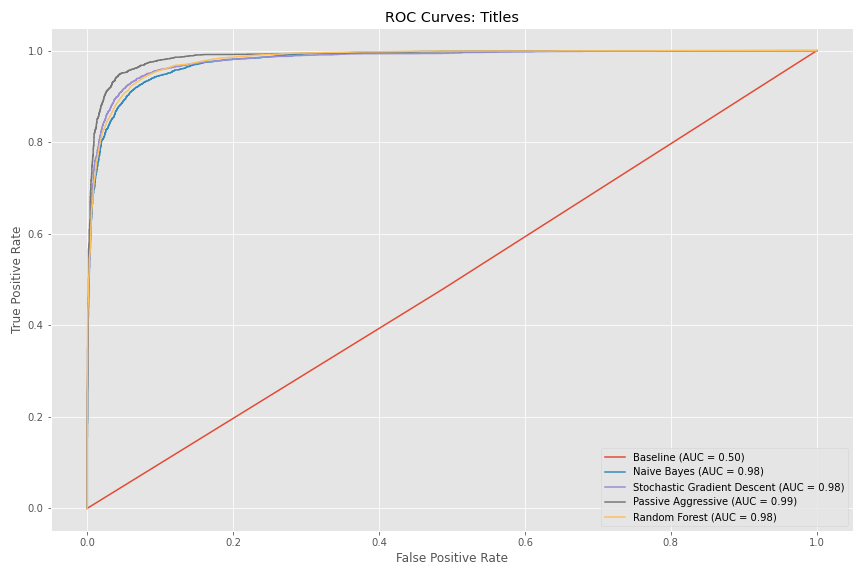 ROC Curves: Titles
True Positive Rate
1.0
0.8
0.6
0.4
0.2
0.0
0.0 0.2 0.4 0.6 0.8 1.0
False Positive Rate
Baseline (AUC = 0.50)
Naive Bayes (AUC = 0.98)
Stochastic Gradient Descent (AUC = 0.98)
Passive Aggressive (AUC = 0.99)
Random Forest (AUC = 0.98)